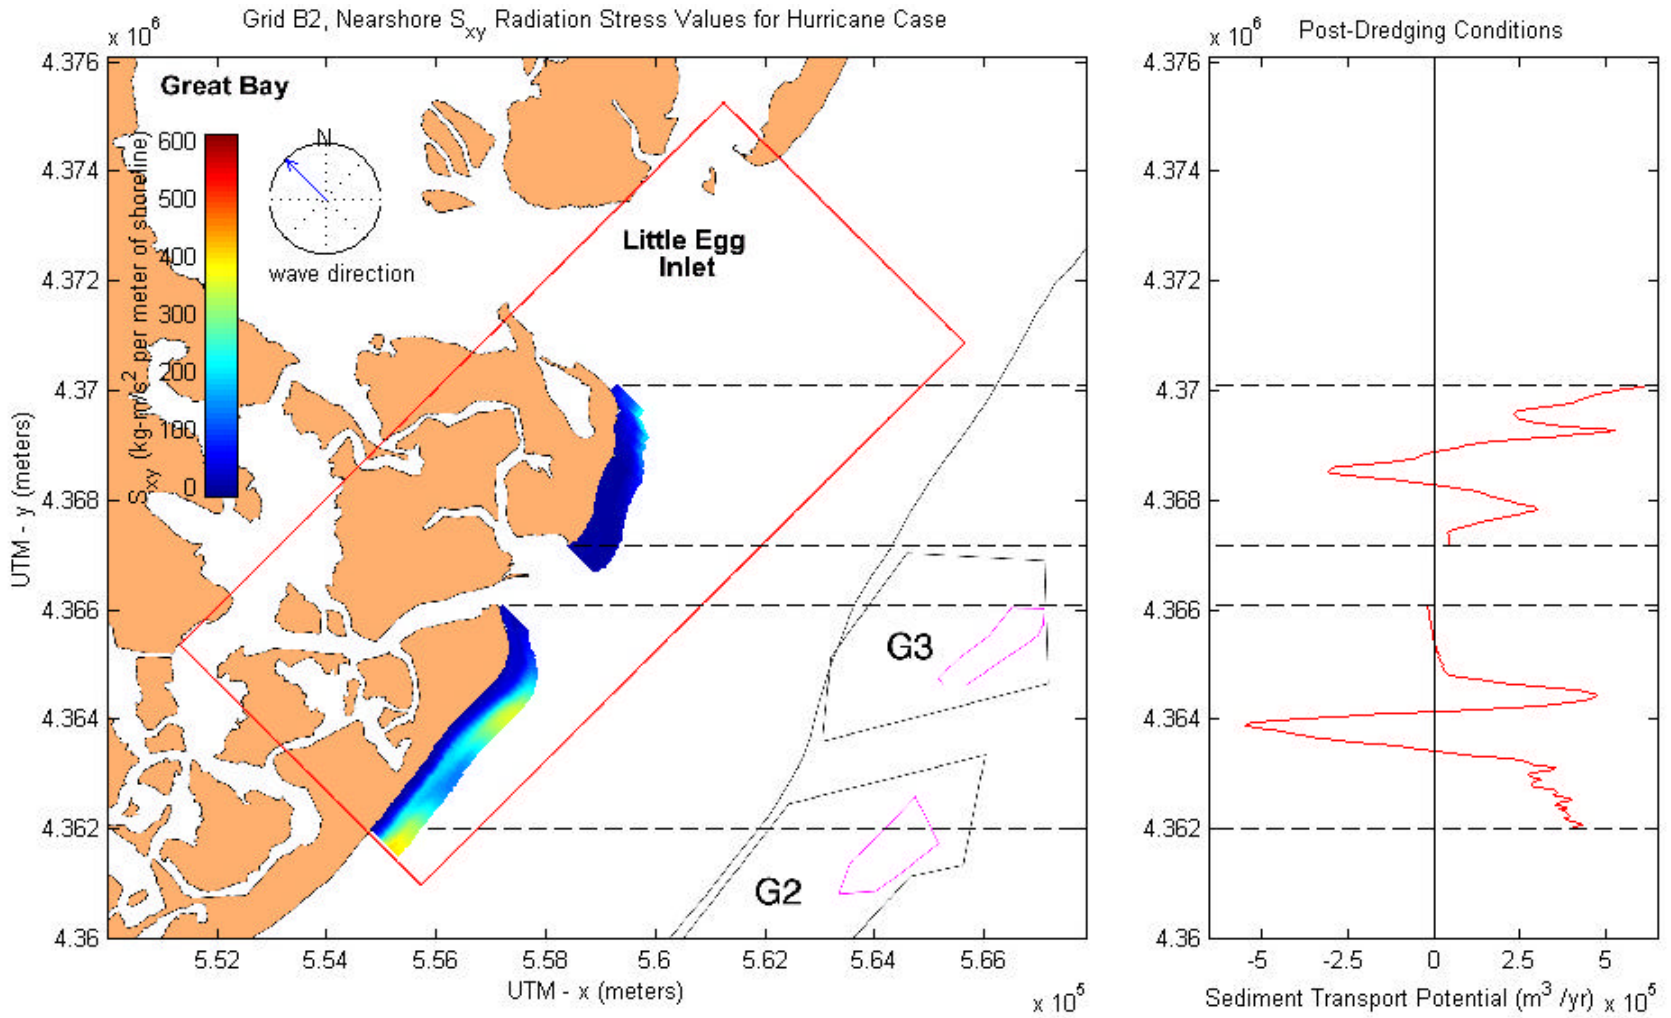 Grid B2, Nearshore Sxy Radiation Stress Values for Hurricane Case
x 10^6
4.376
4.374
4.372
4.37
4.368
4.366
4.364
4.362
4.36
UTM - y (meters)
Great Bay
Sxy (kg-m/s^2 per meter of shoreline)
600
500
400
300
200
100
0
N
wave direction
Little Egg
Inlet
G3
G2
5.52
5.54
5.56
5.58
5.6
5.62
5.64
5.66
UTM - x (meters)
x 10^5
Post-Dredging Conditions
x 10^6
4.376
4.374
4.372
4.37
4.368
4.366
4.364
4.362
4.36
-5
-2.5
0
2.5
5
Sediment Transport Potential (m^3 /yr) x 10^5